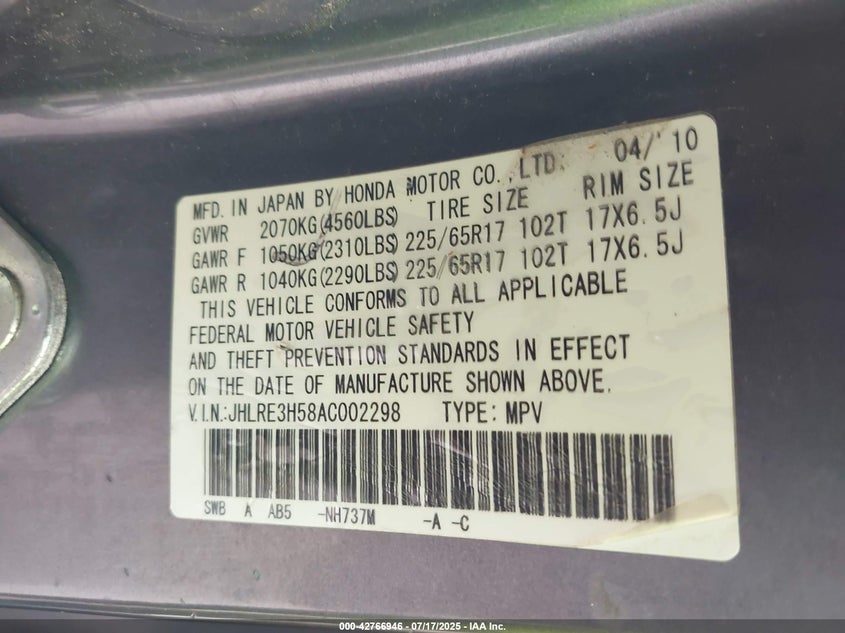 MFD. IN JAPAN BY HONDA MOTOR CO., LTD. 04/'10
GVWR 2070KG(4560LBS) TIRE SIZE RIM SIZE
GAWR F 1050KG(2310LBS) 225/65R17 102T 17X6.5J
GAWR R 1040KG(2290LBS) 225/65R17 102T 17X6.5J
THIS VEHICLE CONFORMS TO ALL APPLICABLE
FEDERAL MOTOR VEHICLE SAFETY
AND THEFT PREVENTION STANDARDS IN EFFECT
ON THE DATE OF MANUFACTURE SHOWN ABOVE.
V.I.N.:JHLRE3H58AC002298 TYPE: MPV
SWB A AB5 -NH737M -A -C
000-42766946 - 07/17/2025 - IAA Inc.